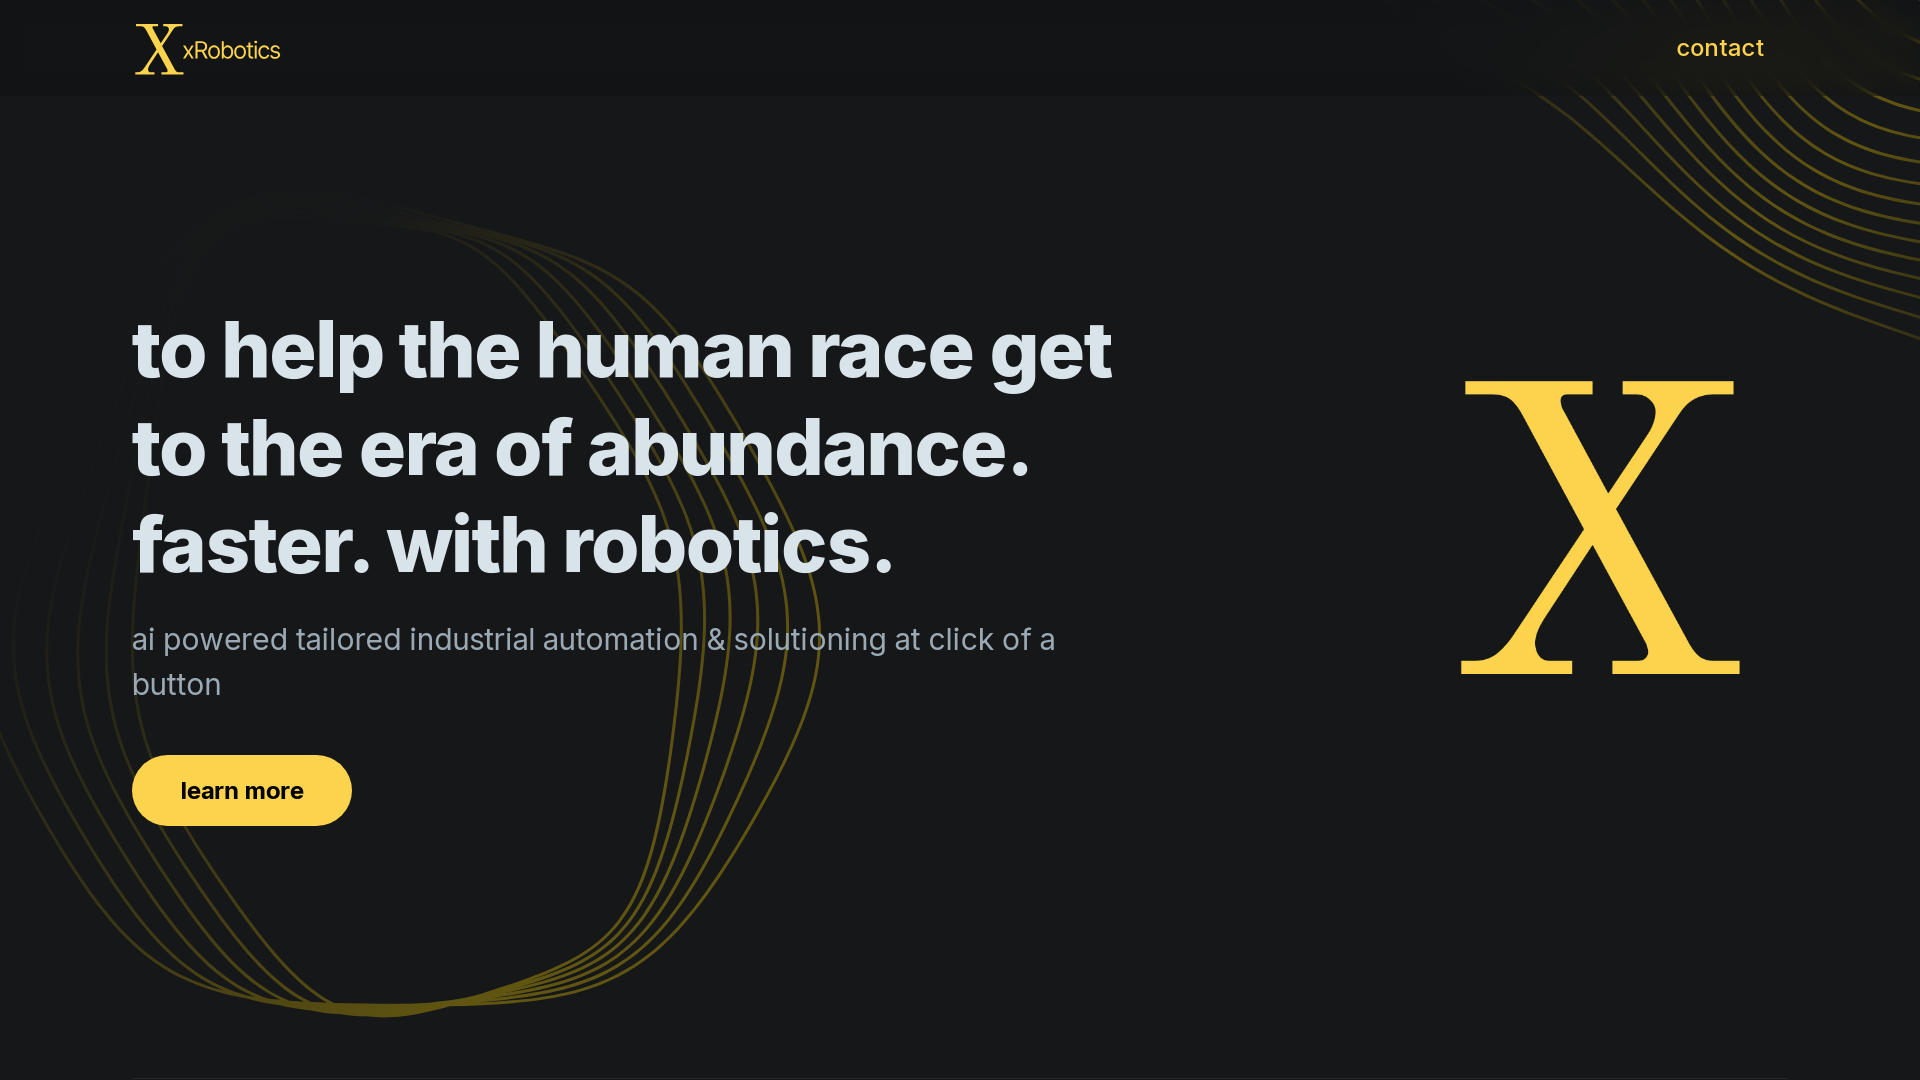 X xRobotics
contact
to help the human race get
to the era of abundance.
faster. with robotics.
ai powered tailored industrial automation & solutioning at click of a
button
X
learn more